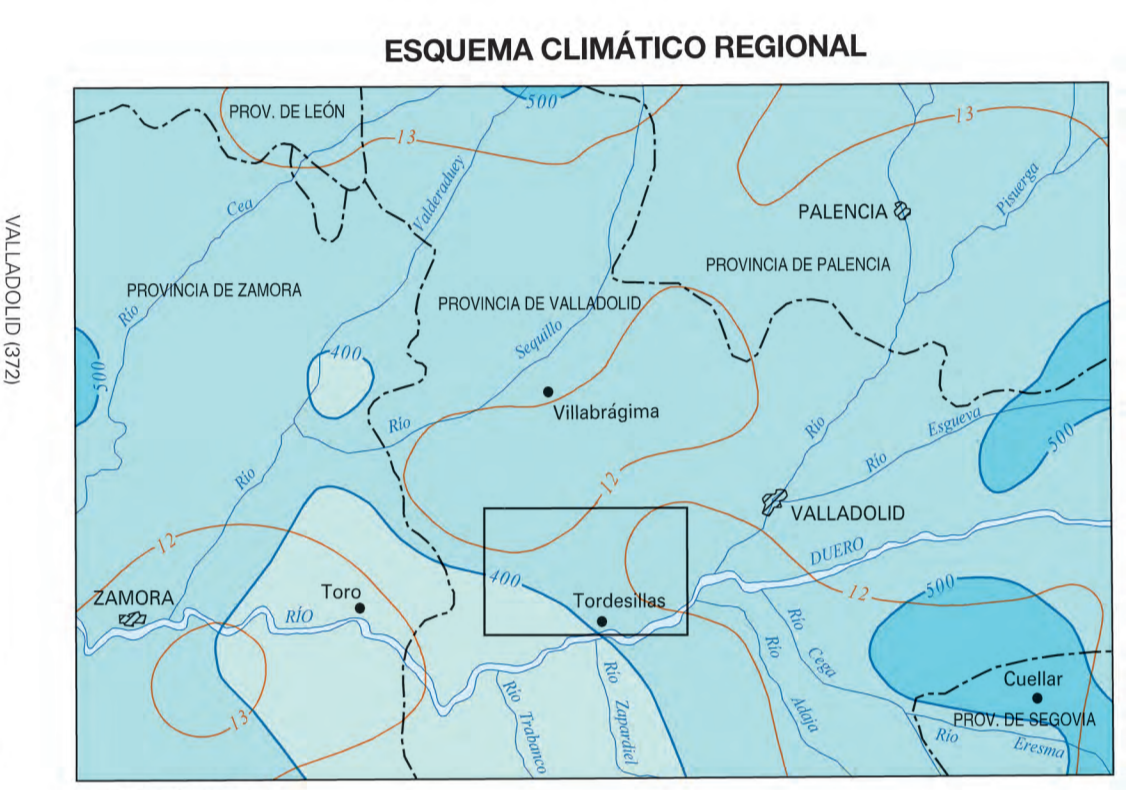 ESQUEMA CLIMÁTICO REGIONAL
VALLADOLID (372)
500
PROV. DE LEÓN
13
13
Valderaduey
Pisuerga
Cea
PALENCIA
PROVINCIA DE PALENCIA
PROVINCIA DE ZAMORA
PROVINCIA DE VALLADOLID
Río
Sequillo
400
500
Villabrágima
Río
Río
Esgueva
500
Río
Río
12
VALLADOLID
12
DUERO
400
500
12
ZAMORA
Toro
RÍO
Tordesillas
Río
Cega
Río
Adaja
Río
Zapardiel
Río
Trabanco
Cuellar
13
PROV. DE SEGOVIA
Río
Eresma